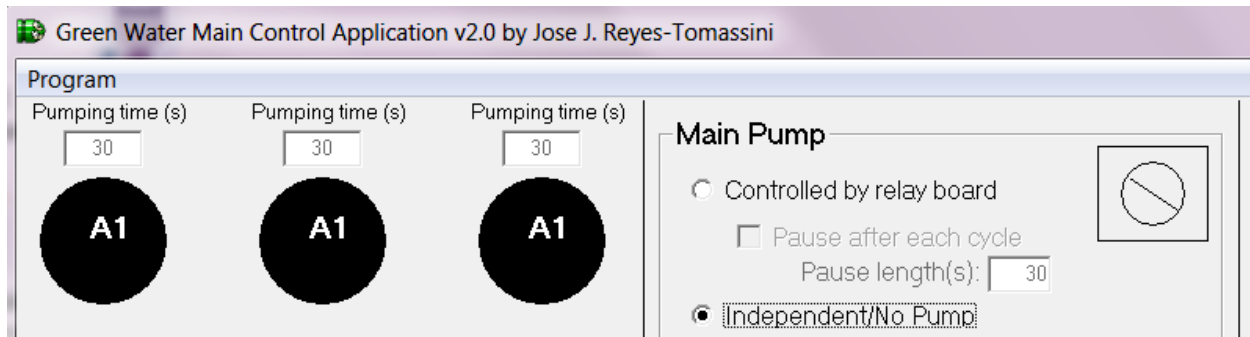 Green Water Main Control Application v2.0 by Jose J. Reyes-Tomassini
Program
Pumping time (s) Pumping time (s) Pumping time (s)
30 30 30
A1 A1 A1
Main Pump
Controlled by relay board
Pause after each cycle
Pause length(s): 30
Independent/No Pump